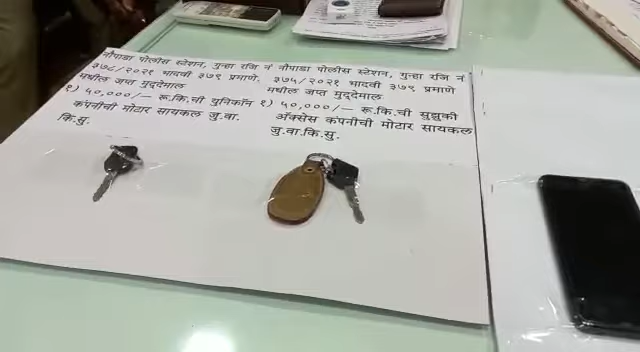 नौपाडा पोलीस स्टेशन, गुन्हा रजि नं
३७८/२०२१ भादवी ३७९ प्रमाणे
मधील जप्त मुद्देमाल
१) ५०,०००/— रू.कि.ची युनिकॉन
कंपनीची मोटार सायकल जु.वा.
कि.सु.
नौपाडा पोलीस स्टेशन, गुन्हा रजि नं
३७५/२०२१ भादवी ३७९ प्रमाणे
मधील जप्त मुद्देमाल
१) ५०,०००/— रू.कि.ची सुझुकी
अ‍ॅक्सेस कंपनीची मोटार सायकल
जु.वा.कि.सु.